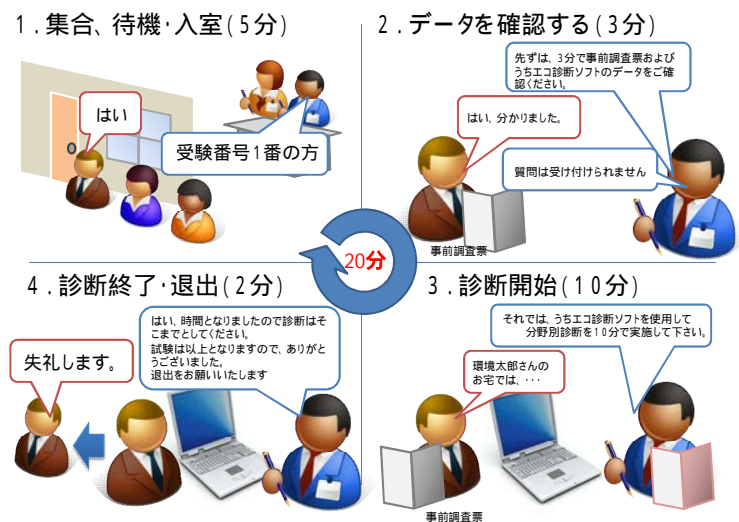 1．集合、待機・入室(5分)
はい
受験番号1番の方
2．データを確認する(3分)
先ずは、3分で事前調査票および
うちエコ診断ソフトのデータをご確
認ください。
はい、分かりました。
質問は受け付けられません
事前調査票
20分
3．診断開始(10分)
それでは、うちエコ診断ソフトを使用して
分野別診断を10分で実施して下さい。
環境太郎さんの
お宅では、・・・
事前調査票
4．診断終了・退出(2分)
はい、時間となりましたので診断はそ
こまでとしてください。
試験は以上となりますので、ありがと
うございました。
退出をお願いいたします
失礼します。